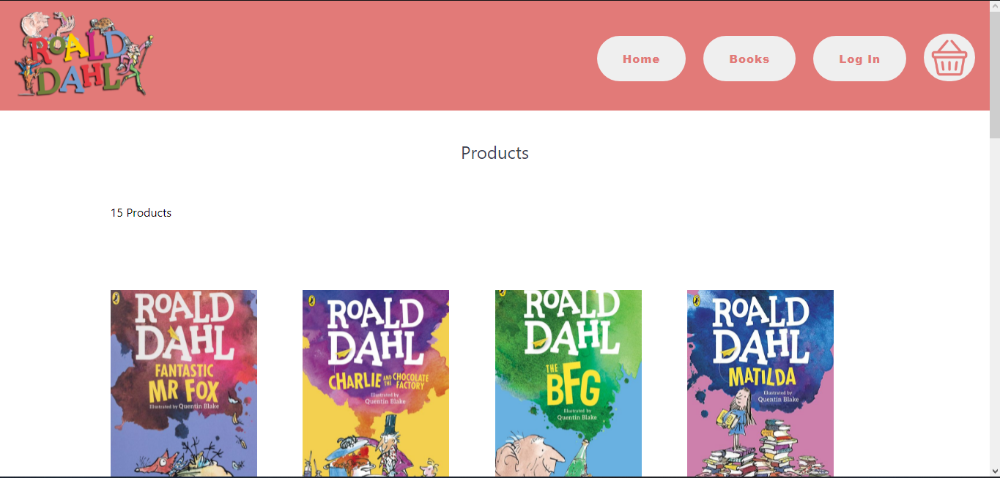 ROALD
DAHL
Home
Books
Log In
Products
15 Products
ROALD
DAHL
FANTASTIC
MR FOX
Illustrated by Quentin Blake
ROALD
DAHL
CHARLIE AND THE CHOCOLATE FACTORY
Illustrated by
Quentin Blake
ROALD
DAHL
THE
BFG
Illustrated by
Quentin Blake
ROALD
DAHL
MATILDA
Illustrated by
Quentin Blake